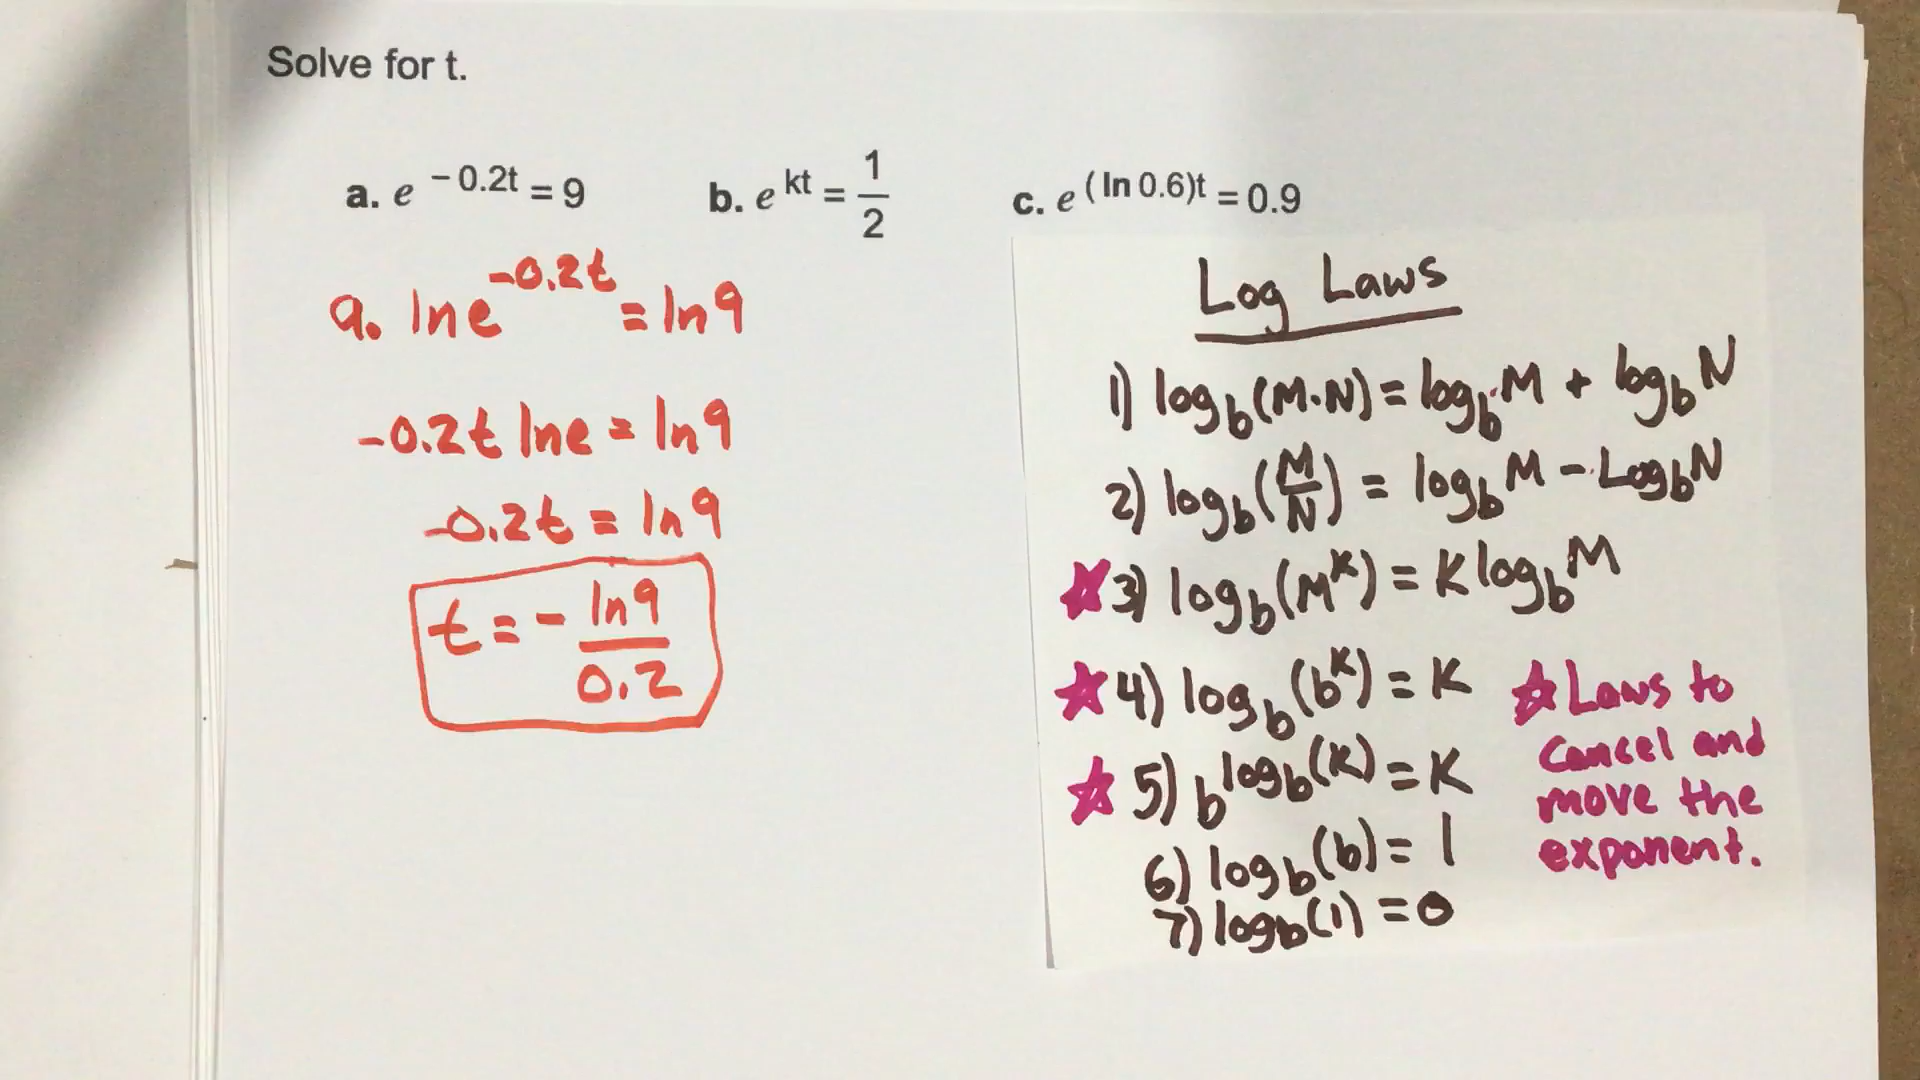 Solve for t.
a. e^(-0.2t) = 9
b. e^(kt) = 1/2
c. e^((ln 0.6)t) = 0.9
a. ln e^(-0.2t) = ln 9
-0.2t ln e = ln 9
-0.2t = ln 9
t = - ln 9 / 0.2
Log Laws
1) log_b(M·N) = log_b M + log_b N
2) log_b(M/N) = log_b M - Log_b N
☆3) log_b(M^K) = K log_b M
☆4) log_b(b^K) = K
☆5) b^(log_b(K)) = K
6) log_b(b) = 1
7) log_b(1) = 0
☆Laws to
Cancel and
move the
exponent.